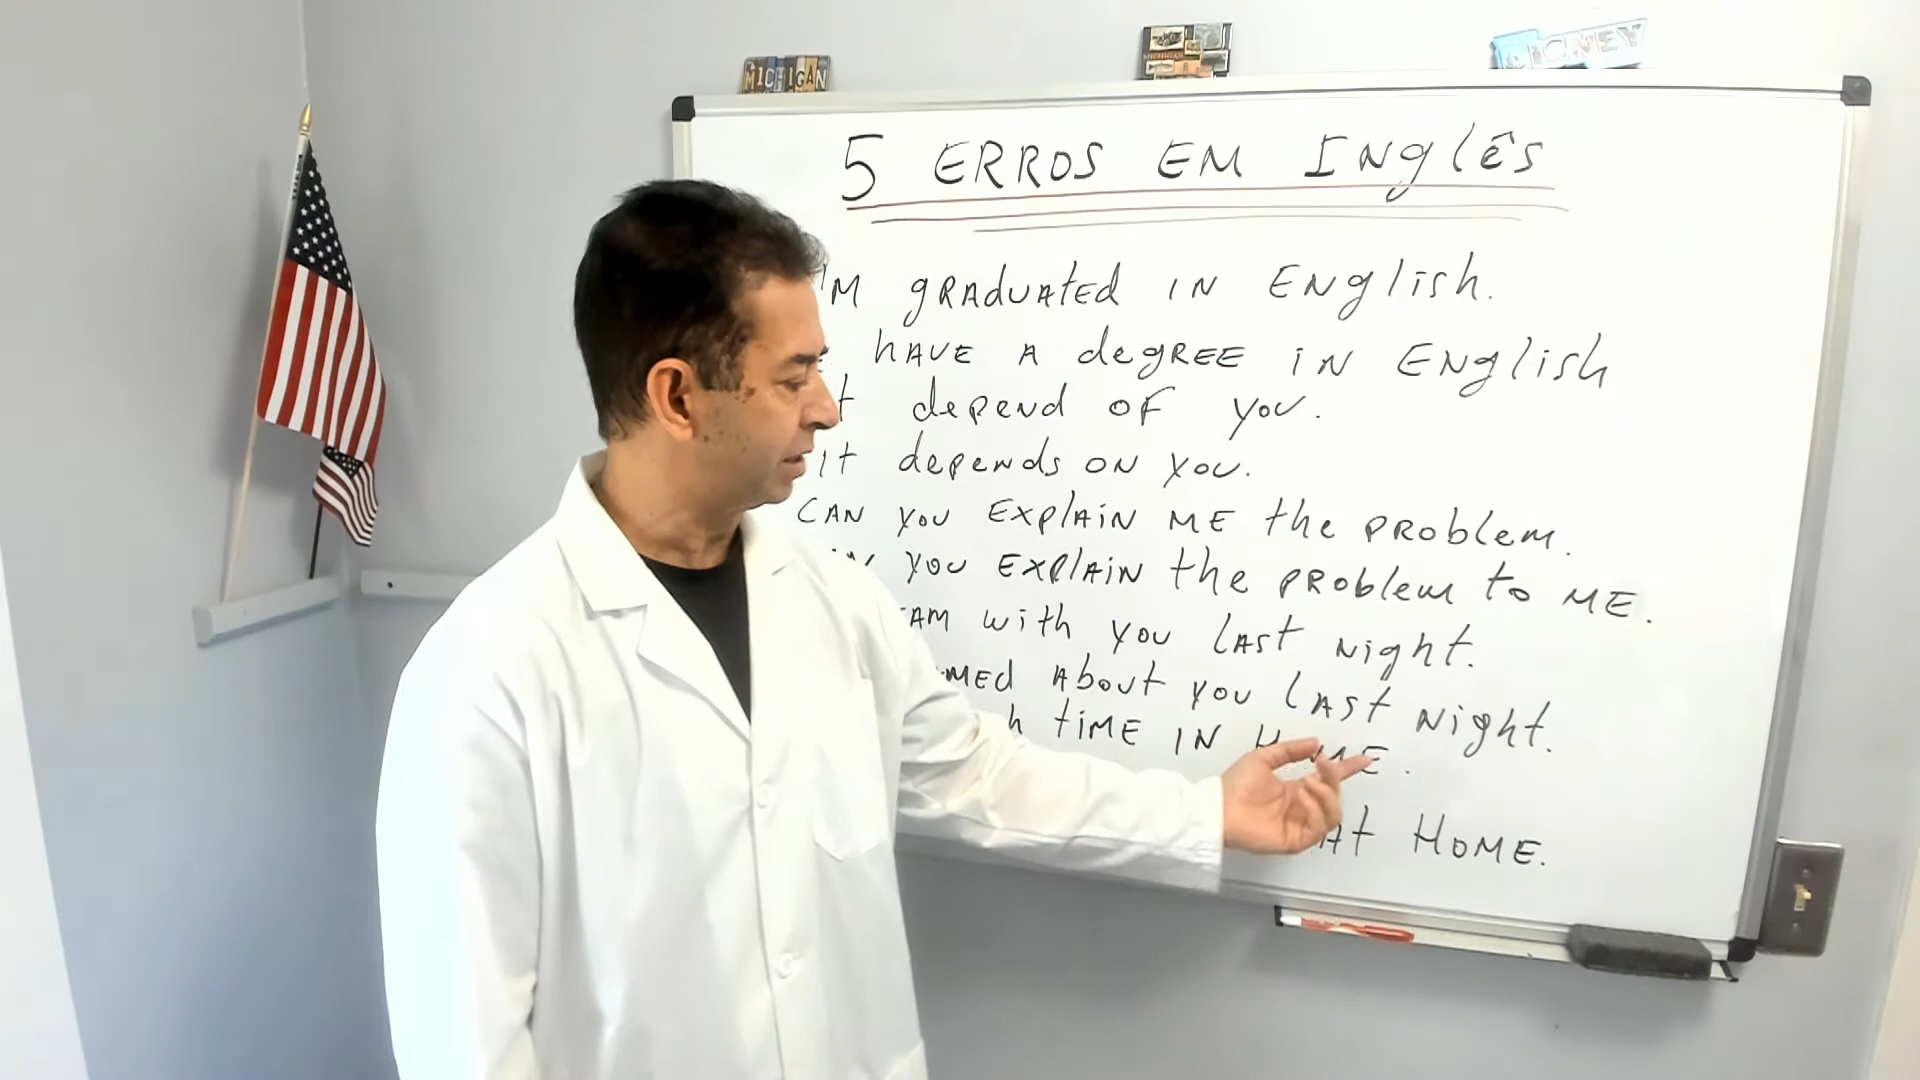 MICHIGAN
MICHIGAN
5 ERROS EM INGLÊS
'M GRADUATED IN ENGLISH.
HAVE A DEGREE IN ENGLISH
DEPEND OF YOU.
IT DEPENDS ON YOU.
CAN YOU EXPLAIN ME THE PROBLEM.
YOU EXPLAIN THE PROBLEM TO ME.
WITH YOU LAST NIGHT.
ABOUT YOU LAST NIGHT.
TIME IN HOME.
AT HOME.